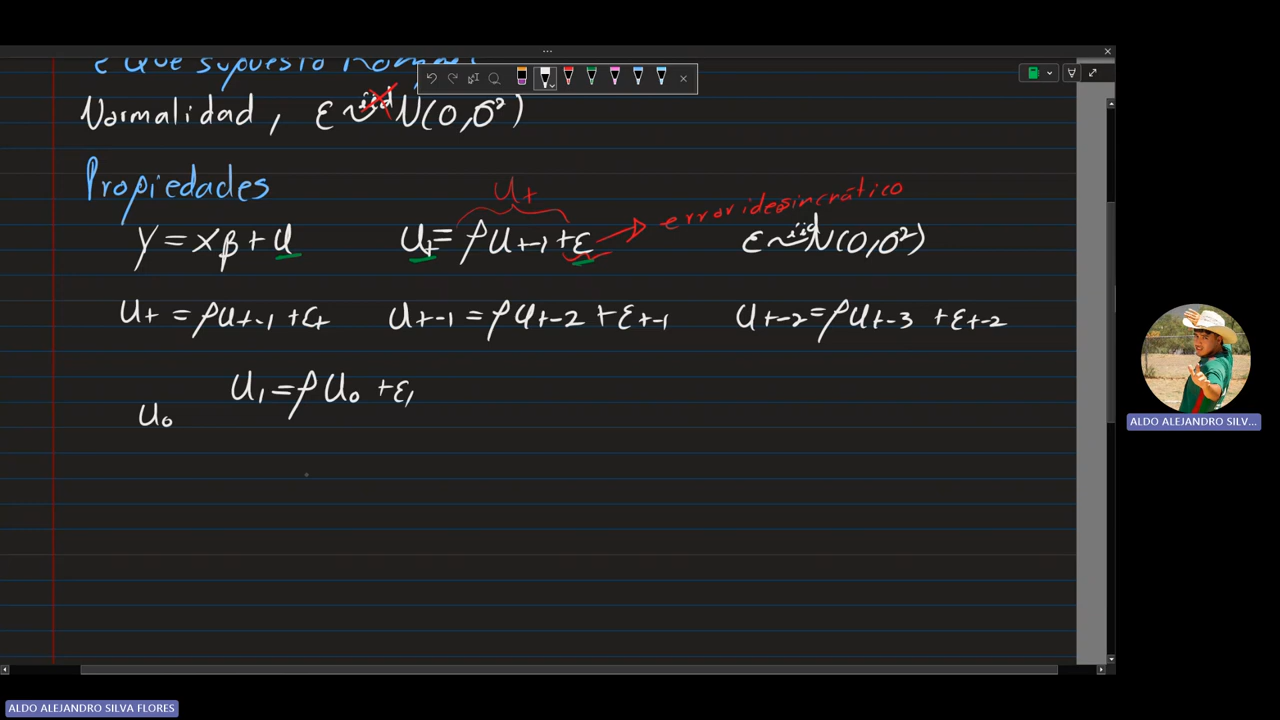 ¿ Qué supuesto
Normalidad, ε ~iid N(0,σ²)
Propiedades
Ut
error ideosincrático
Y = Xβ + U    Ut = ρUt-1 + ε    ε ~iid N(0,σ²)
Ut = ρUt-1 + εt    Ut-1 = ρUt-2 + εt-1    Ut-2 = ρUt-3 + εt-2
U1 = ρU0 + ε1
U0
ALDO ALEJANDRO SILV...
ALDO ALEJANDRO SILVA FLORES